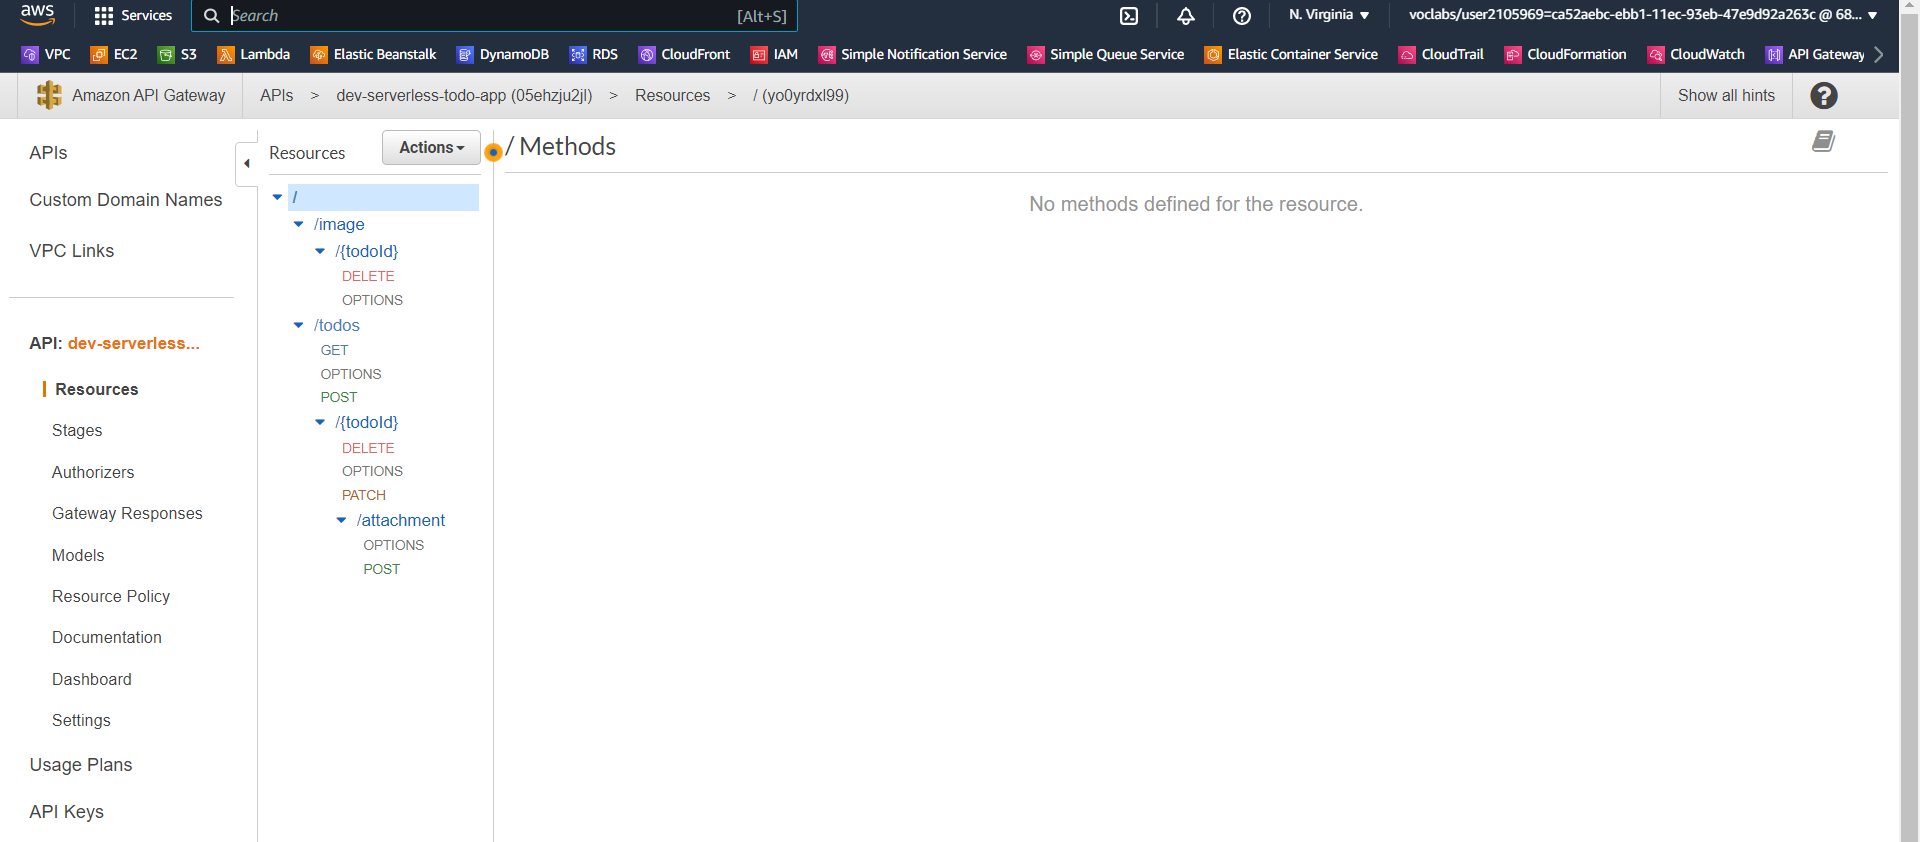 aws
Services
Search
[Alt+S]
N. Virginia
voclabs/user2105969=ca52aebc-ebb1-11ec-93eb-47e9d92a263c @ 68...
VPC EC2 S3 Lambda Elastic Beanstalk DynamoDB RDS CloudFront IAM Simple Notification Service Simple Queue Service Elastic Container Service CloudTrail CloudFormation CloudWatch API Gateway
Amazon API Gateway APIs > dev-serverless-todo-app (05ehzju2jl) > Resources > / (yo0yrdxl99) Show all hints
APIs
Custom Domain Names
VPC Links
API: dev-serverless...
Resources
Stages
Authorizers
Gateway Responses
Models
Resource Policy
Documentation
Dashboard
Settings
Usage Plans
API Keys
Resources
Actions
/
/image
/{todoId}
DELETE
OPTIONS
/todos
GET
OPTIONS
POST
/{todoId}
DELETE
OPTIONS
PATCH
/attachment
OPTIONS
POST
/ Methods
No methods defined for the resource.